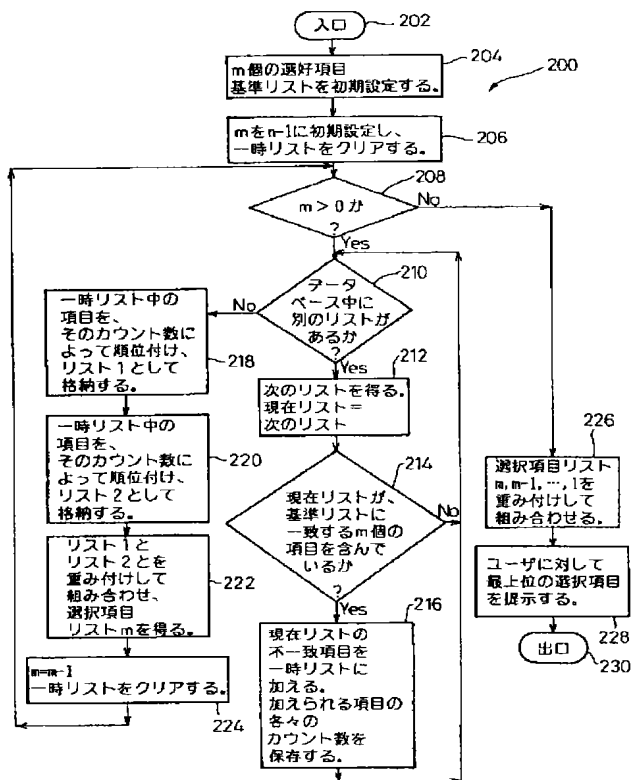 入口
202
204
m個の選好項目
基準リストを初期設定する。
200
mをn-1に初期設定し、
一時リストをクリアする。
206
208
m>0か
?
No
Yes
210
データ
ベース中に
別のリストが
あるか
?
No
Yes
一時リスト中の
項目を、
そのカウント数に
よって順位付け、
リスト1として
格納する。
218
212
次のリストを得る。
現在リスト=
次のリスト
一時リスト中の
項目を、
そのカウント数に
よって順位付け、
リスト2として
格納する。
220
214
現在リストが、
基準リストに
一致するm個の
項目を含んで
いるか
?
No
Yes
226
選択項目リスト
m,m-1,…,1を
重み付けして
組み合わせる。
リスト1と
リスト2とを
重み付けして
組み合わせ、
選択項目
リストmを得る。
222
216
現在リストの
不一致項目を
一時リストに
加える。
加えられる項目の
各々の
カウント数を
保存する。
ユーザに対して
最上位の選択項目
を提示する。
228
m=m-1
一時リストをクリアする。
224
出口
230